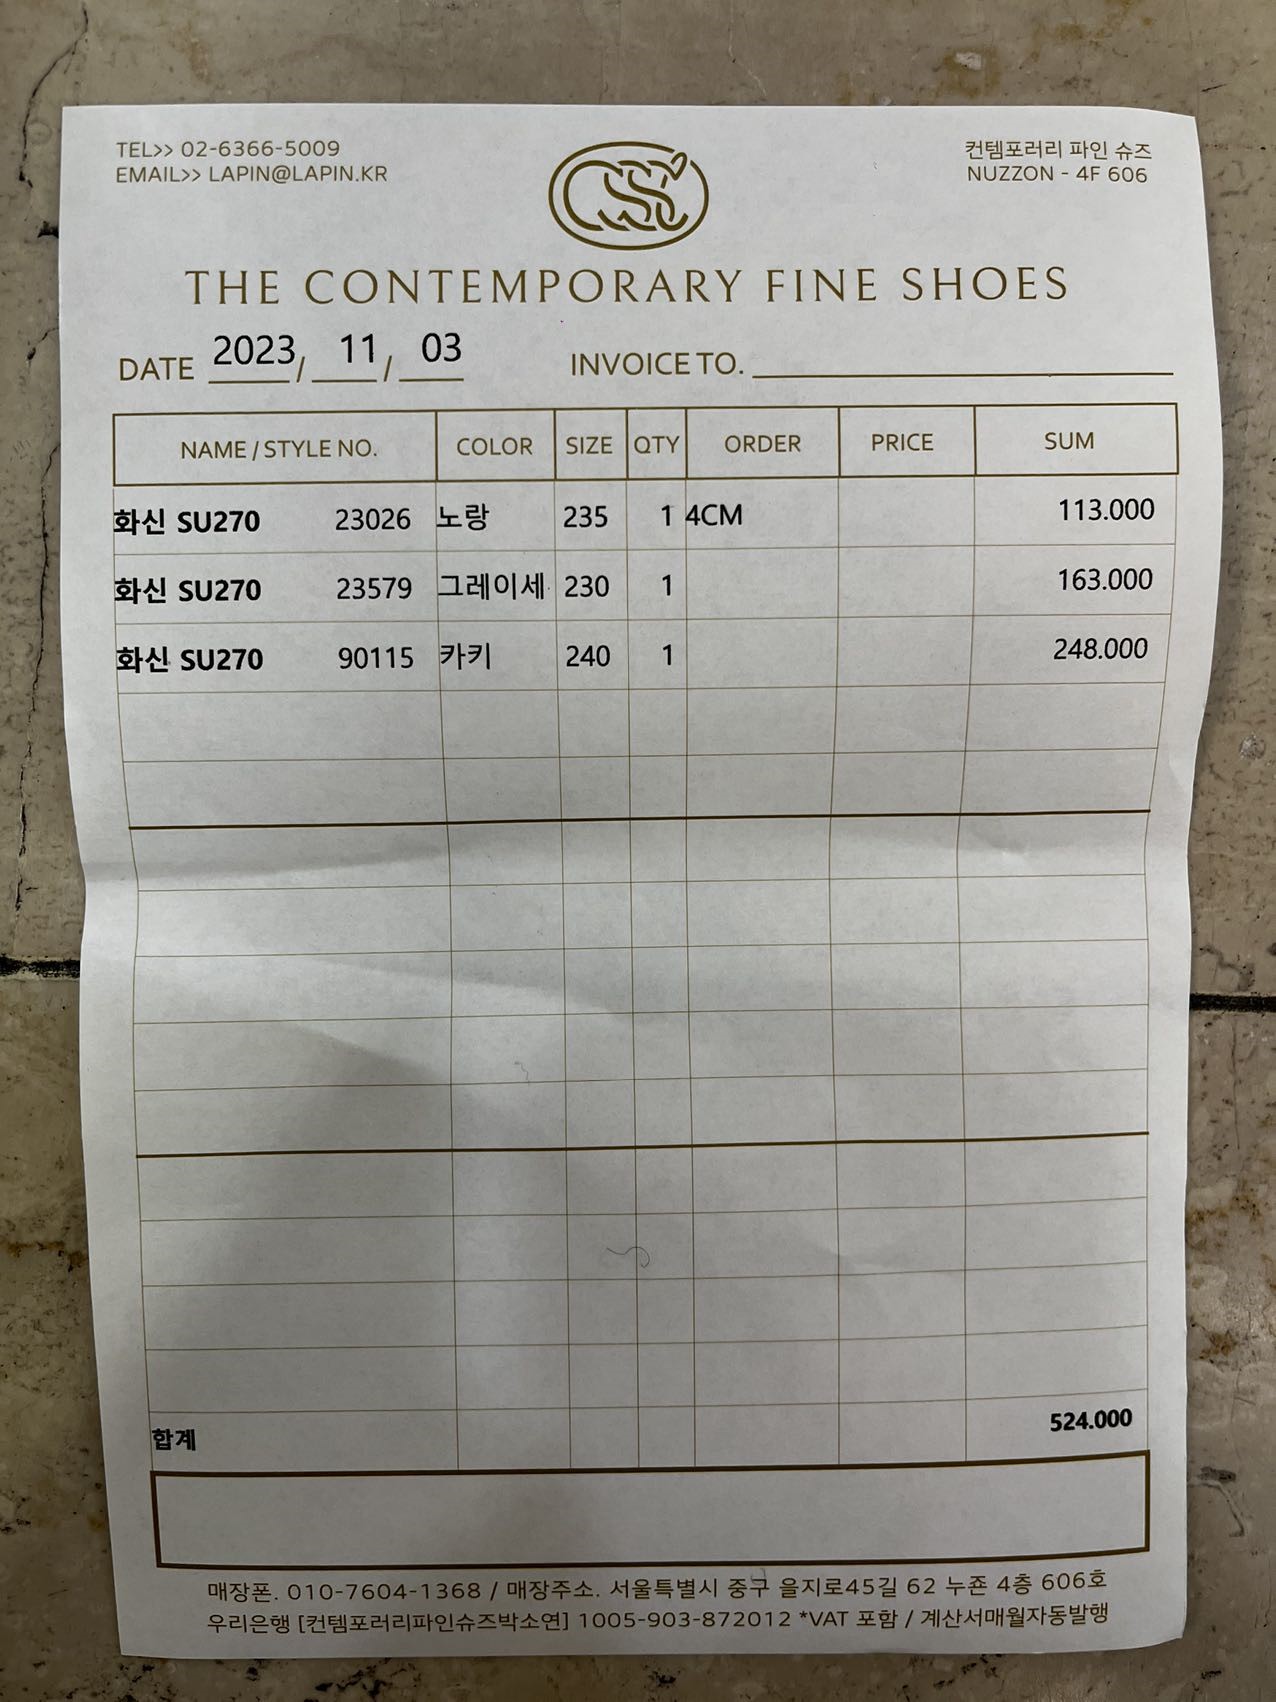 TEL>> 02-6366-5009
EMAIL>> LAPIN@LAPIN.KR
컨템포러리 파인 슈즈
NUZZON - 4F 606
CSF
THE CONTEMPORARY FINE SHOES
DATE 2023/ 11/ 03 INVOICE TO.
NAME / STYLE NO. COLOR SIZE QTY ORDER PRICE SUM
화신 SU270 23026 노랑 235 1 4CM 113.000
화신 SU270 23579 그레이세 230 1 163.000
화신 SU270 90115 카키 240 1 248.000
합계 524.000
매장폰. 010-7604-1368 / 매장주소. 서울특별시 중구 을지로45길 62 누죤 4층 606호
우리은행 [컨템포러리파인슈즈박소연] 1005-903-872012 *VAT 포함 / 계산서매월자동발행